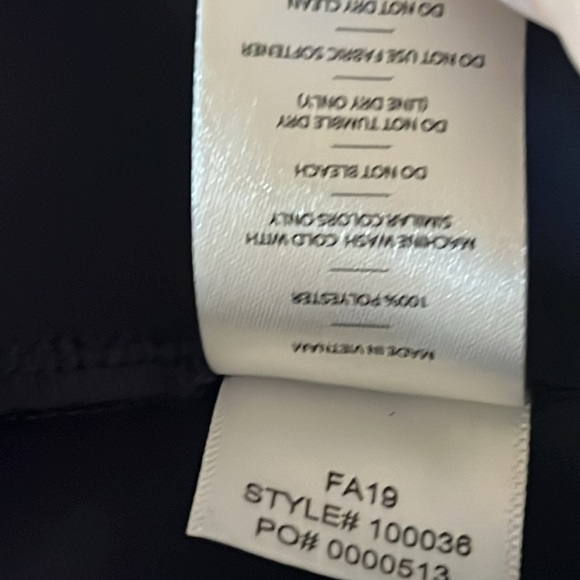 MADE IN VIETNAM
100% POLYESTER
MACHINE WASH COLD WITH
SIMILAR COLORS ONLY
DO NOT BLEACH
DO NOT TUMBLE DRY
(LINE DRY ONLY)
DO NOT USE FABRIC SOFTENER
DO NOT DRY CLEAN
FA19
STYLE# 100036
PO# 0000513